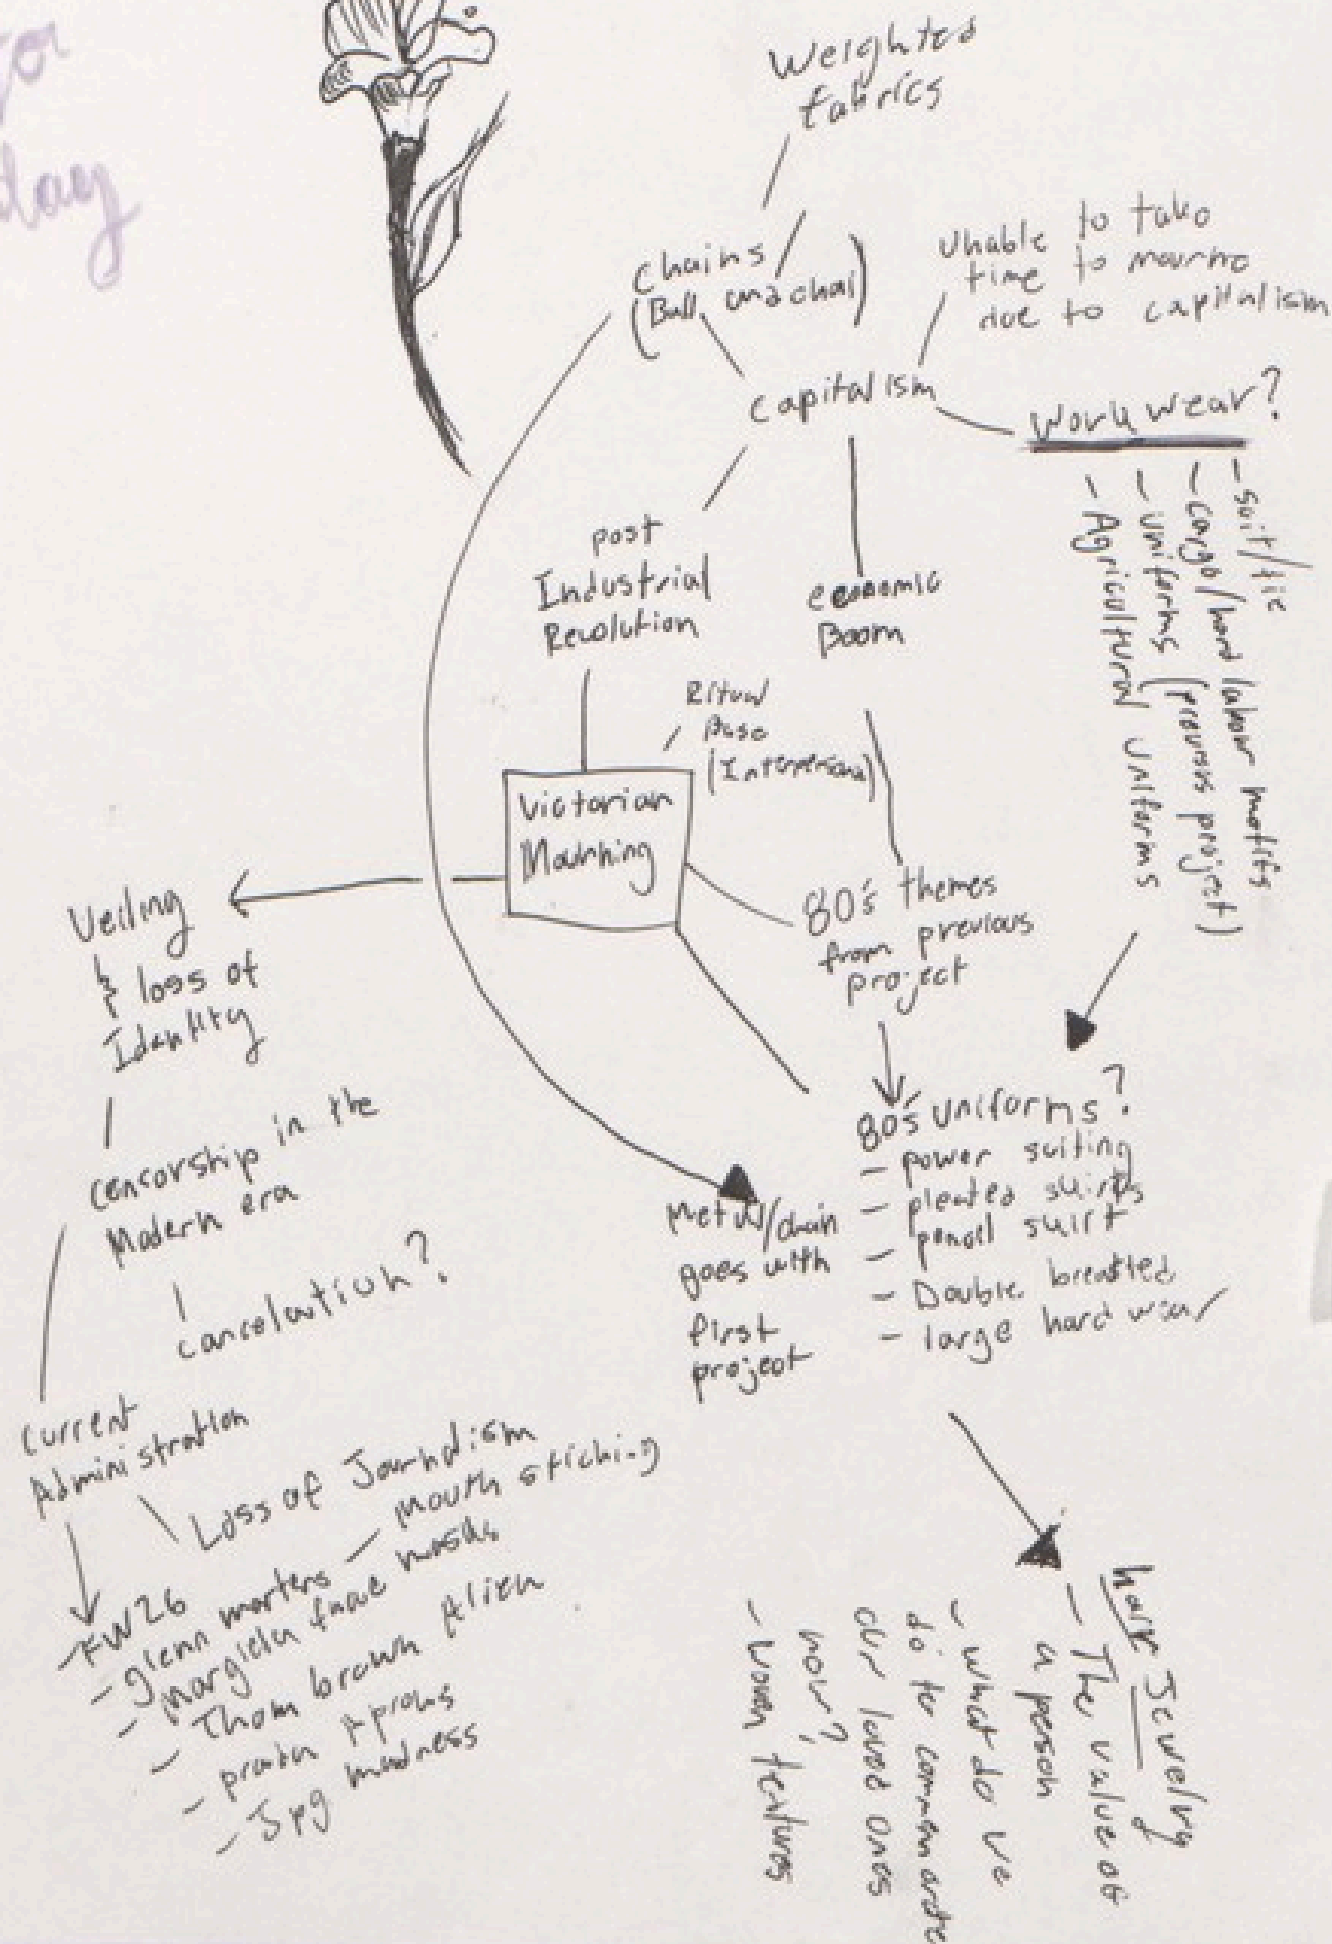 day
Weighted
fabrics
Chains/
(Ball and chai)
Unable to take
time to mourn
due to capitalism
Capitalism
Work wear?
- suit/tie
- cargo/hard labor motifs
- uniforms (previous project)
- Agricultural uniforms
post
Industrial
Revolution
economic
Boom
Ritual
(Interpersonal)
Victorian
Mourning
80's themes
from previous
project
Veiling
loss of
Identity
censorship in the
Modern era
cancelation?
80's uniforms?
- power suiting
- pleated skirts
- pencil skirt
- Double breasted
- large hard wear
Metal/chain
goes with
first
project
Current
Administration
Loss of Journalism
- FW26
- glenn martens - mouth stiching
- margiela face masks
- Thom brown Alien
- prada Aprons
- Jpg madness
hair Jewelry
- The value of
a person
- what do we
do to commemorate
our loved ones
now?
- woven textures